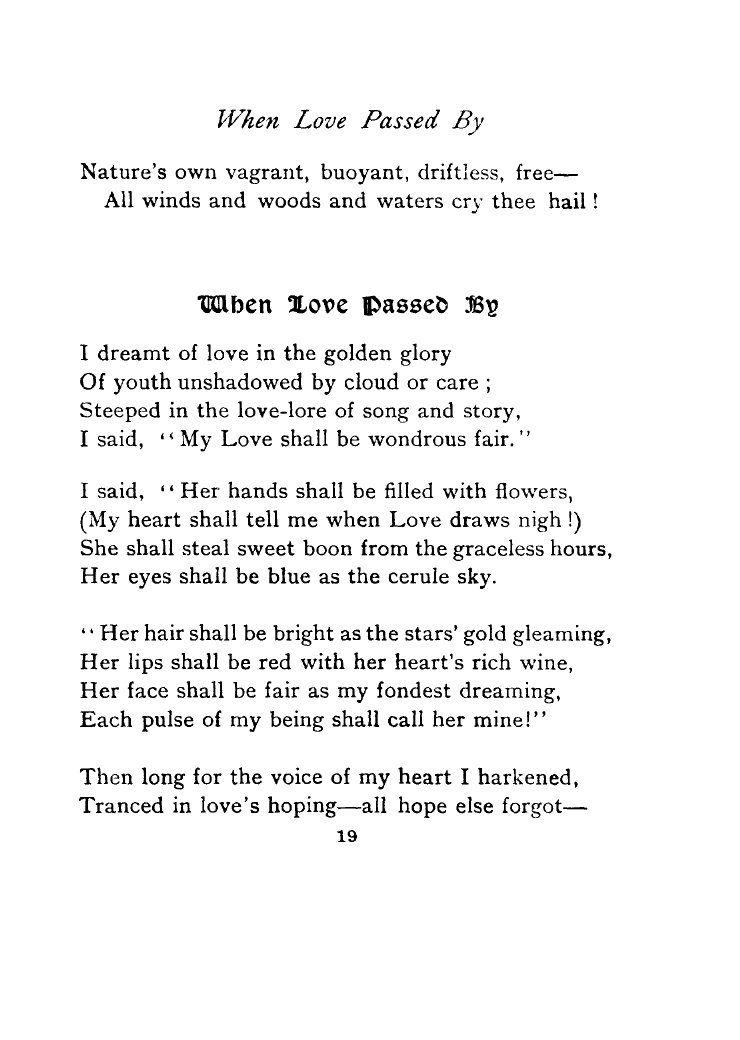 When Love Passed By
Nature's own vagrant, buoyant, driftless, free—
All winds and woods and waters cry thee hail !
When Love Passed By
I dreamt of love in the golden glory
Of youth unshadowed by cloud or care ;
Steeped in the love-lore of song and story,
I said, “ My Love shall be wondrous fair.”
I said, “ Her hands shall be filled with flowers,
(My heart shall tell me when Love draws nigh !)
She shall steal sweet boon from the graceless hours,
Her eyes shall be blue as the cerule sky.
“ Her hair shall be bright as the stars' gold gleaming,
Her lips shall be red with her heart's rich wine,
Her face shall be fair as my fondest dreaming,
Each pulse of my being shall call her mine!”
Then long for the voice of my heart I harkened,
Tranced in love's hoping—all hope else forgot—
19